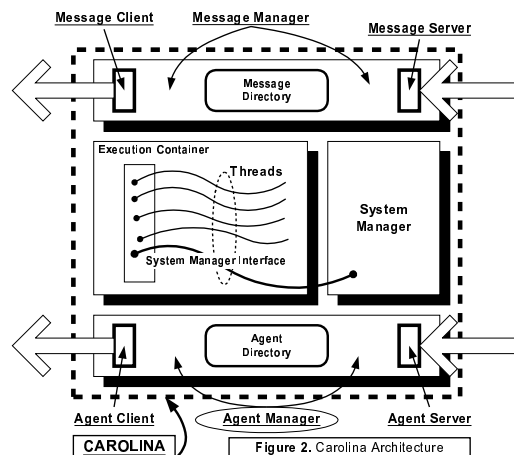 Message Client
Message Manager
Message Server
Message
Directory
Execution Container
Threads
System Manager Interface
System
Manager
Agent
Directory
Agent Client
Agent Manager
Agent Server
CAROLINA
Figure 2. Carolina Architecture